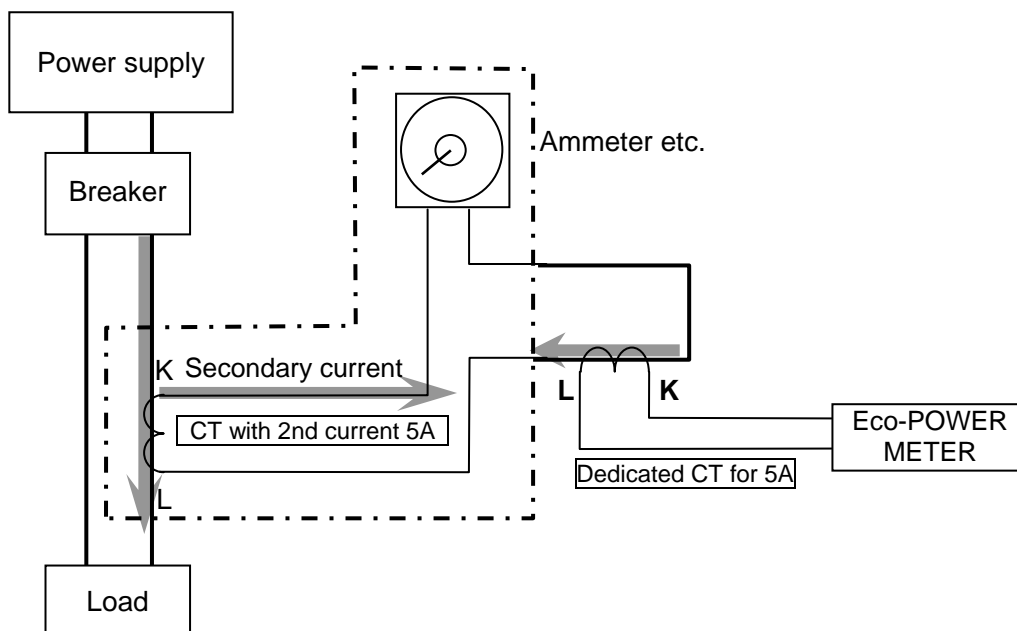 Power supply
Ammeter etc.
Breaker
K
Secondary current
L
K
CT with 2nd current 5A
Eco-POWER
METER
Dedicated CT for 5A
L
Load